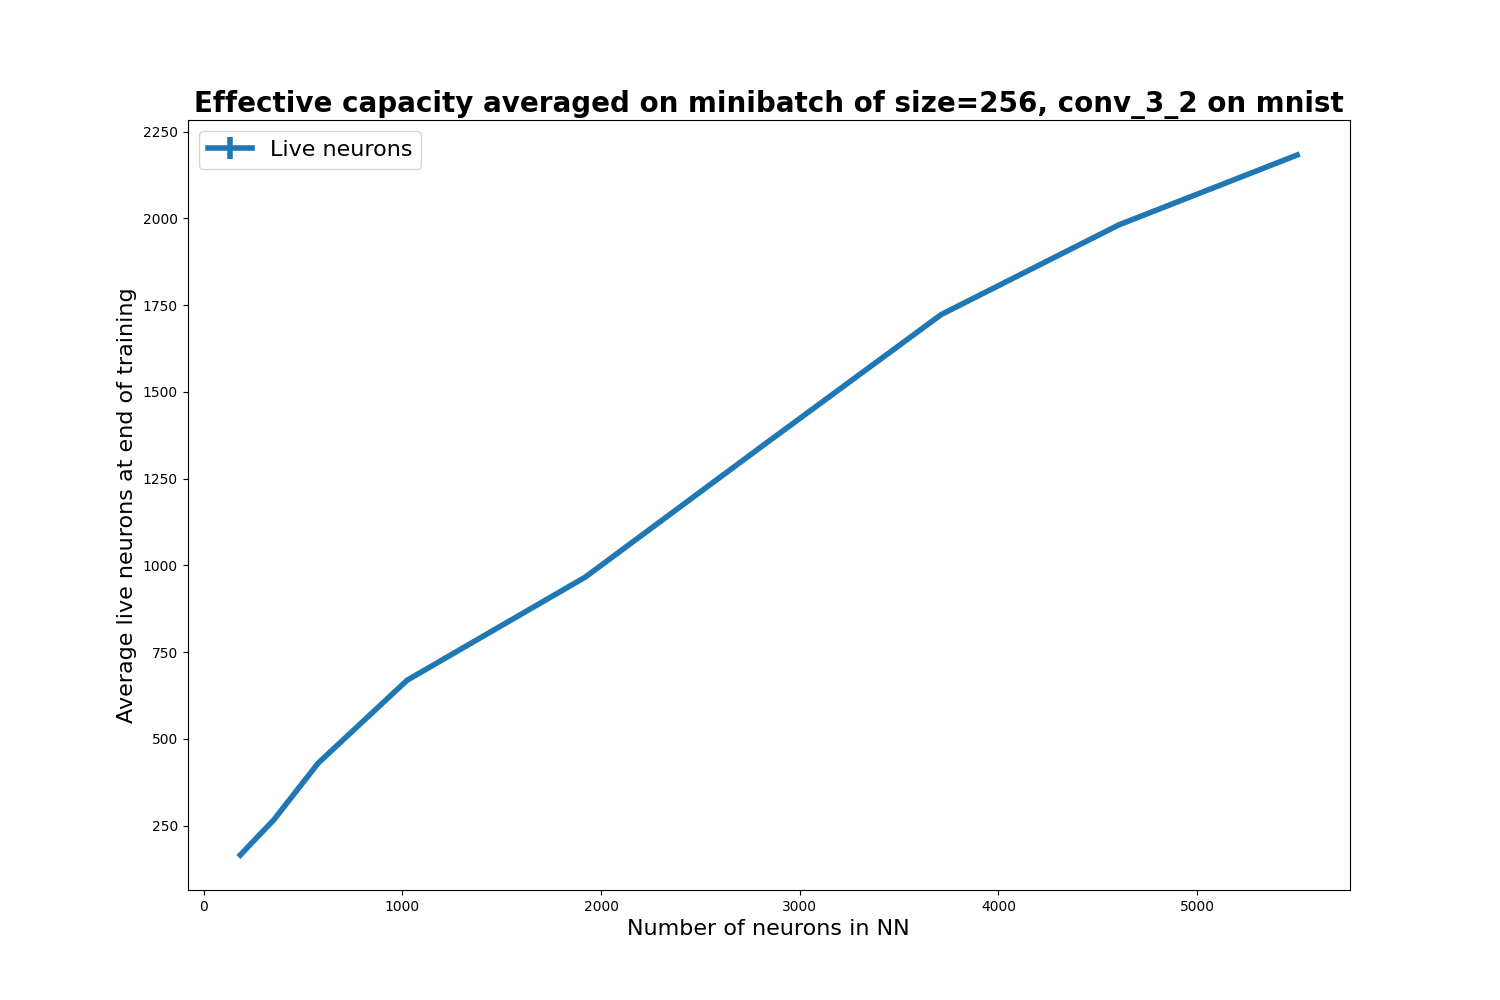 Effective capacity averaged on minibatch of size=256, conv_3_2 on mnist
Live neurons
2250
2000
1750
1500
1250
1000
750
500
250
Average live neurons at end of training
0 1000 2000 3000 4000 5000
Number of neurons in NN